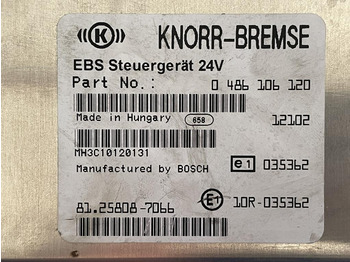 ((K)) KNORR-BREMSE
EBS Steuergerät 24V
Part No.: 0 486 106 120
Made in Hungary 658 12102
MH3C10120131
Manufactured by BOSCH e1 035362
81.25808-7066 E1 10R-035362